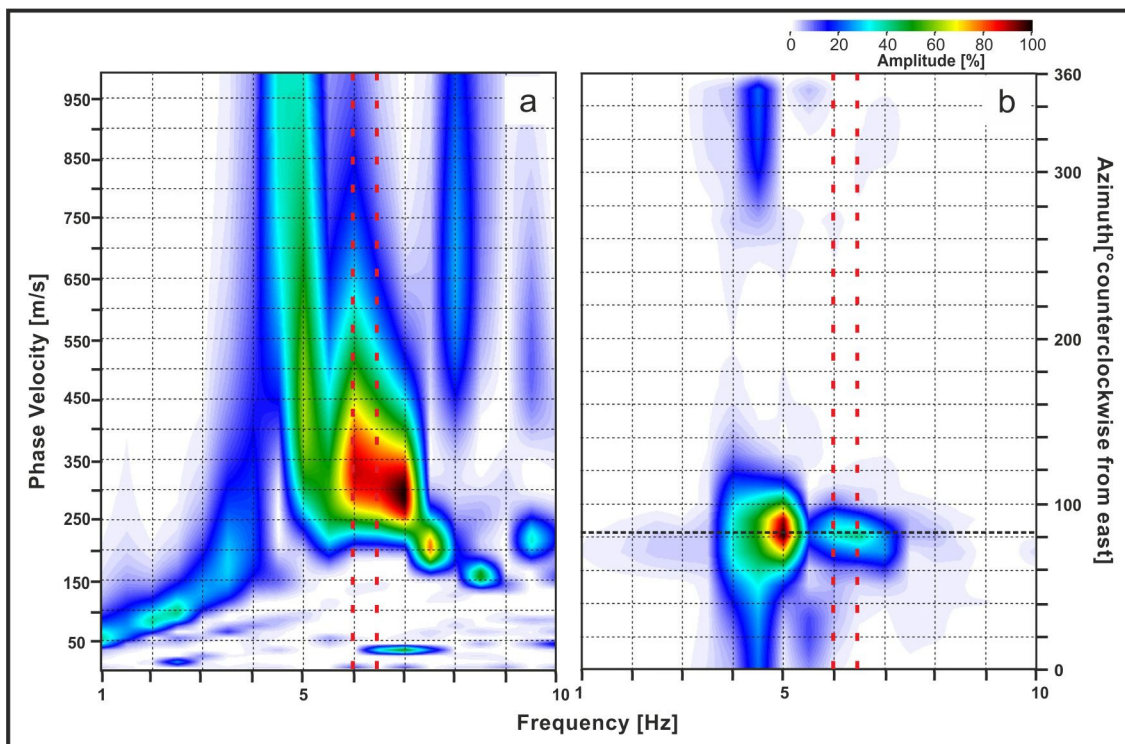 0 20 40 60 80 100
Amplitude [%]
a
b
Phase Velocity [m/s]
950
850
750
650
550
450
350
250
150
50
1 5 10
360
300
200
100
0
Azimuth[°counterclockwise from east]
1 5 10
Frequency [Hz]